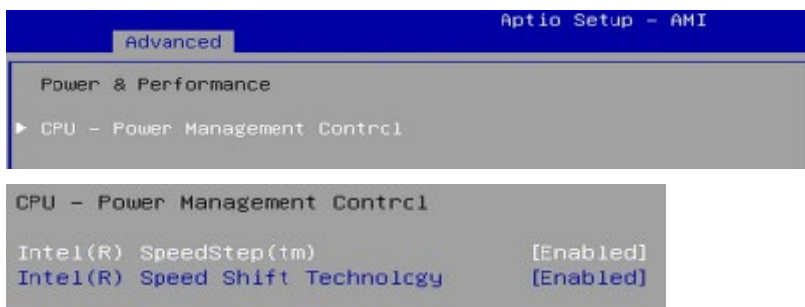 Aptio Setup – AMI
Advanced
Power & Performance
► CPU – Power Management Contrcl
CPU – Power Management Contrcl
Intel(R) SpeedStep(tm) [Enabled]
Intel(R) Speed Shift Technolcgy [Enabled]